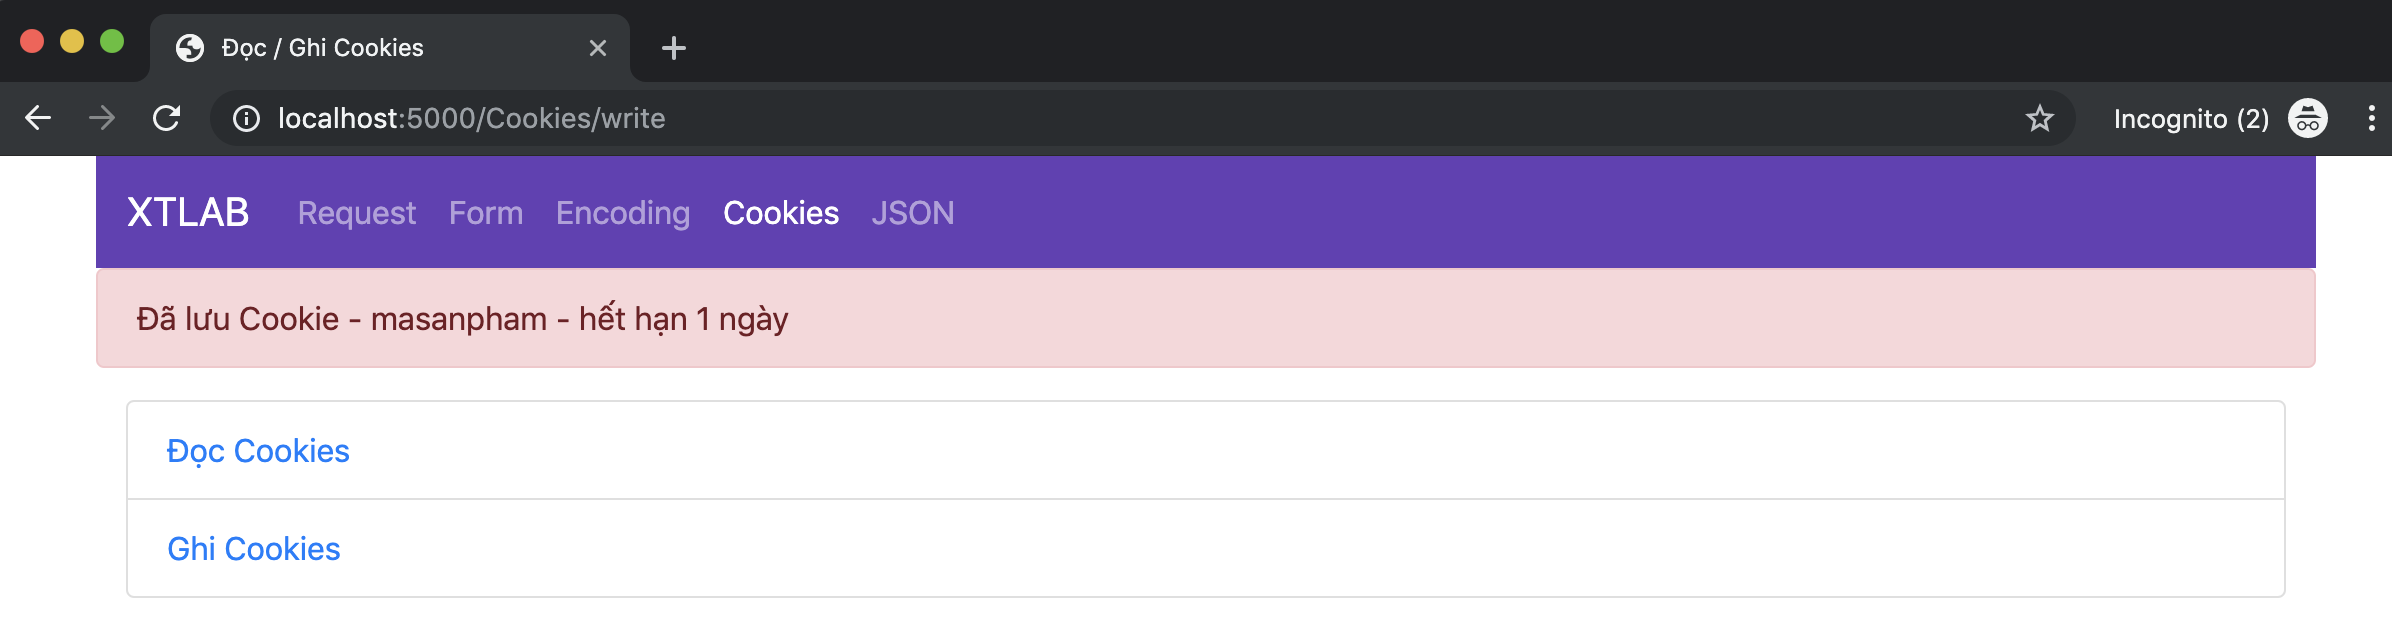 Đọc / Ghi Cookies
localhost:5000/Cookies/write
Incognito (2)
XTLAB Request Form Encoding Cookies JSON
Đã lưu Cookie - masanpham - hết hạn 1 ngày
Đọc Cookies
Ghi Cookies